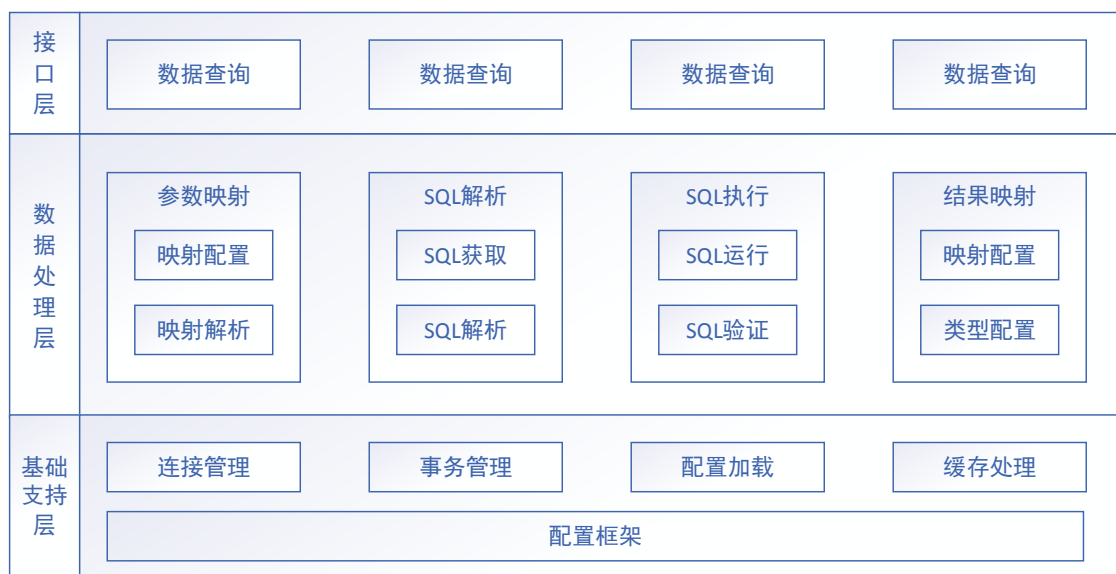 接口层
数据查询
数据查询
数据查询
数据查询
数据处理层
参数映射
映射配置
映射解析
SQL解析
SQL获取
SQL解析
SQL执行
SQL运行
SQL验证
结果映射
映射配置
类型配置
基础
支持
层
连接管理
事务管理
配置加载
缓存处理
配置框架